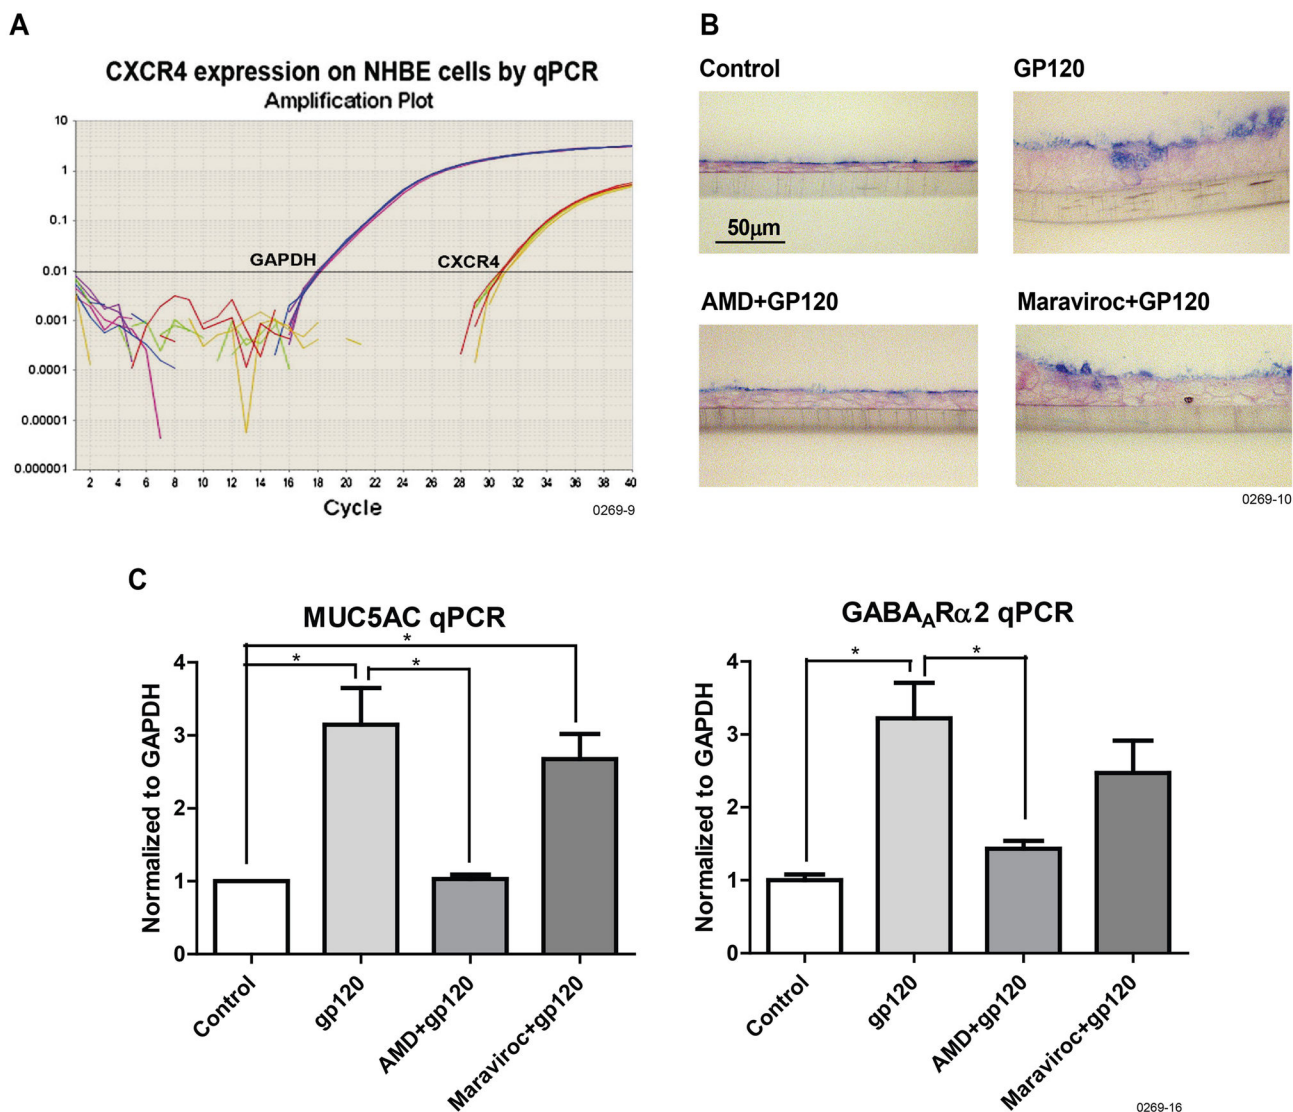 A
CXCR4 expression on NHBE cells by qPCR
Amplification Plot
10
1
0.1
0.01
0.001
0.0001
0.00001
0.000001
GAPDH
CXCR4
2 4 6 8 10 12 14 16 18 20 22 24 26 28 30 32 34 36 38 40
Cycle
0269-9
B
Control
GP120
50μm
AMD+GP120
Maraviroc+GP120
0269-10
C
MUC5AC qPCR
Normalized to GAPDH
4
3
2
1
0
*
*
*
Control
gp120
AMD+gp120
Maraviroc+gp120
GABAARα2 qPCR
Normalized to GAPDH
4
3
2
1
0
*
*
Control
gp120
AMD+gp120
Maraviroc+gp120
0269-16